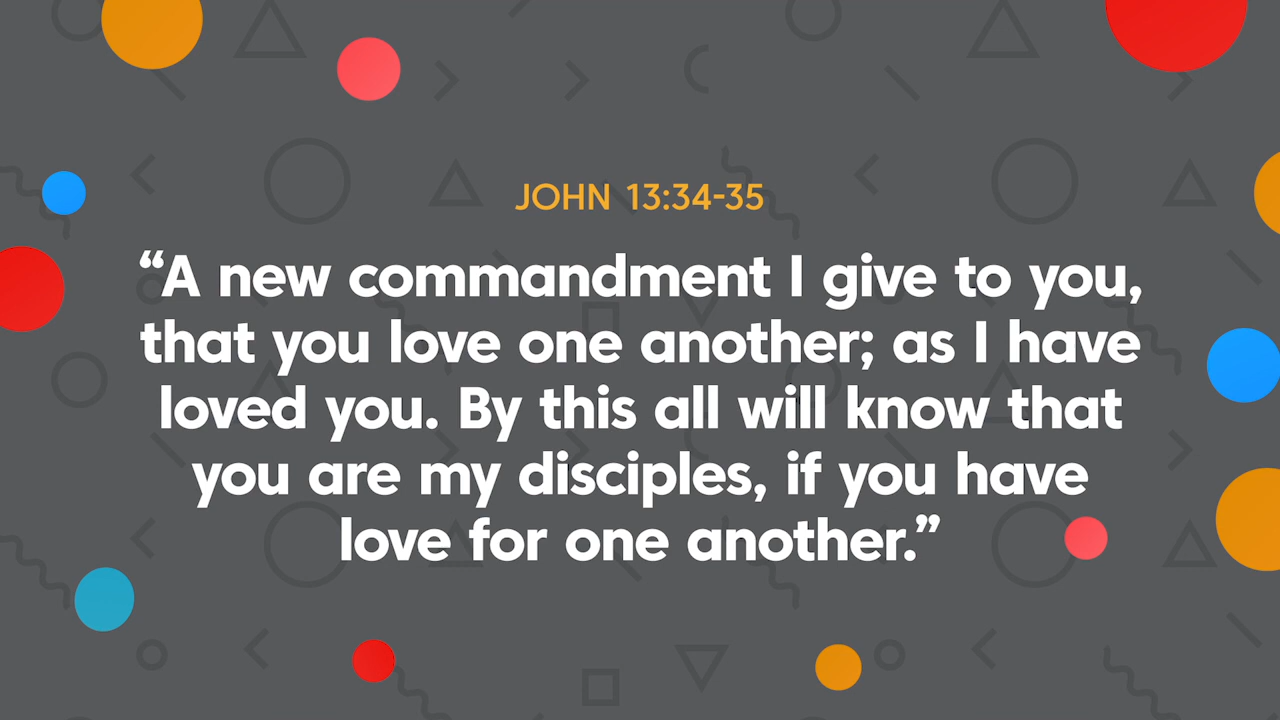 JOHN 13:34-35
“A new commandment I give to you,
that you love one another; as I have
loved you. By this all will know that
you are my disciples, if you have
love for one another.”